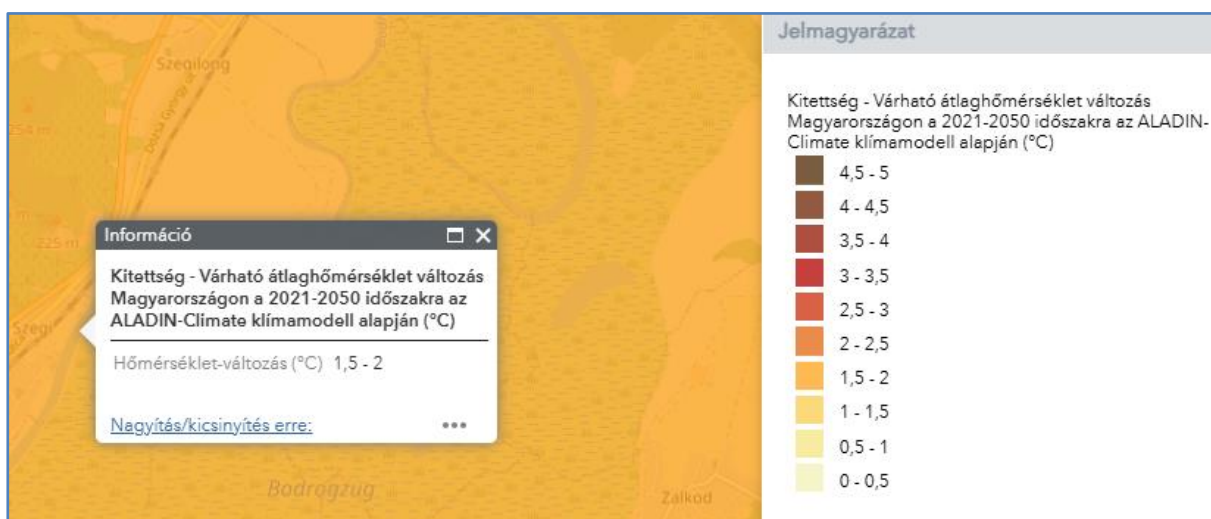 Szegilong
254 m
Dózsa György út
225 m
Szegi
Információ
Kitettség - Várható átlaghőmérséklet változás
Magyarországon a 2021-2050 időszakra az
ALADIN-Climate klímamodell alapján (°C)
Hőmérséklet-változás (°C) 1,5 - 2
Nagyítás/kicsinyítés erre:
•••
Bodrogzug
Zalkod
Jelmagyarázat
Kitettség - Várható átlaghőmérséklet változás
Magyarországon a 2021-2050 időszakra az ALADIN-
Climate klímamodell alapján (°C)
4,5 - 5
4 - 4,5
3,5 - 4
3 - 3,5
2,5 - 3
2 - 2,5
1,5 - 2
1 - 1,5
0,5 - 1
0 - 0,5